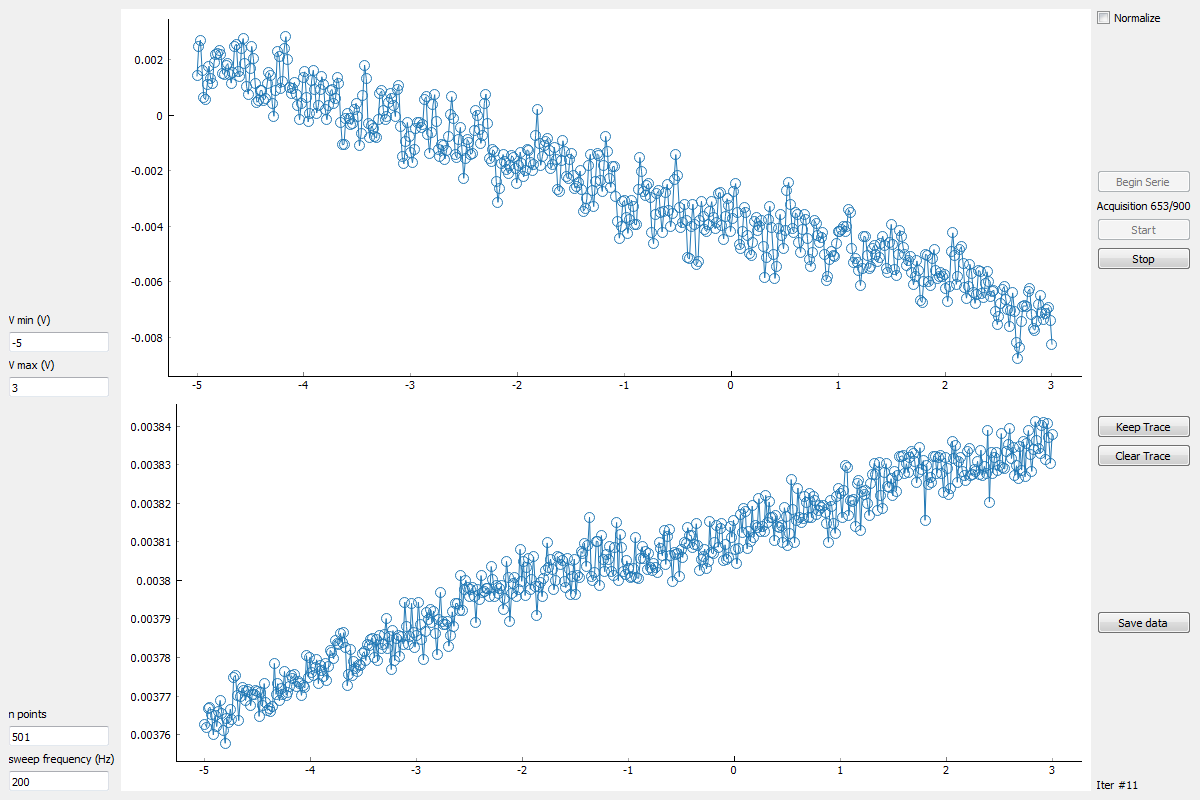 Normalize
0.002
0
-0.002
-0.004
-0.006
-0.008
-5
-4
-3
-2
-1
0
1
2
3
Begin Serie
Acquisition 653/900
Start
Stop
V min (V)
-5
V max (V)
3
0.00384
0.00383
0.00382
0.00381
0.0038
0.00379
0.00378
0.00377
0.00376
-5
-4
-3
-2
-1
0
1
2
3
Keep Trace
Clear Trace
Save data
n points
501
sweep frequency (Hz)
200
Iter #11